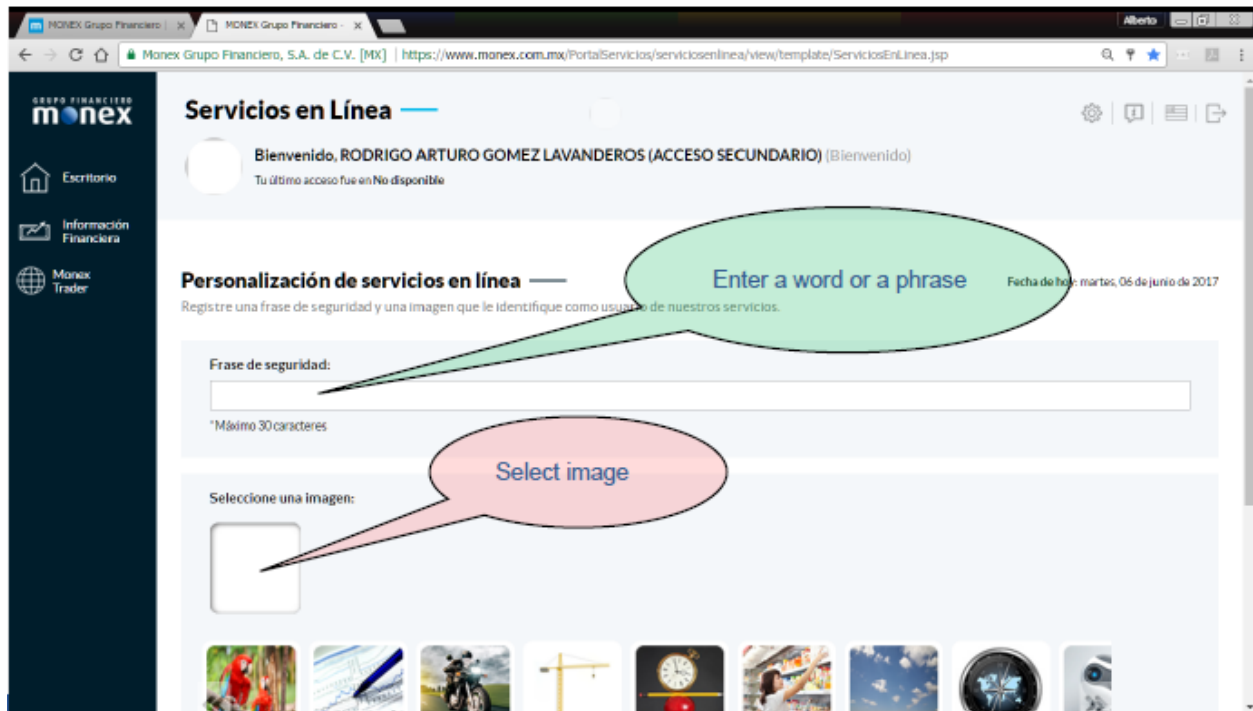 MONEX Grupo Financiero |
MONEX Grupo Financiero -
Alberto
Monex Grupo Financiero, S.A. de C.V. [MX] | https://www.monex.com.mx/PortalServicios/serviciosenlinea/view/template/ServiciosEnLinea.jsp
GRUPO FINANCIERO
monex
Escritorio
Información
Financiera
Monex
Trader
Servicios en Línea
Bienvenido, RODRIGO ARTURO GOMEZ LAVANDEROS (ACCESO SECUNDARIO) (Bienvenido)
Tu último acceso fue en No disponible
Enter a word or a phrase
Personalización de servicios en línea
Fecha de hoy: martes, 06 de junio de 2017
Registre una frase de seguridad y una imagen que le identifique como usuario de nuestros servicios.
Frase de seguridad:
*Máximo 30 caracteres
Select image
Seleccione una imagen: